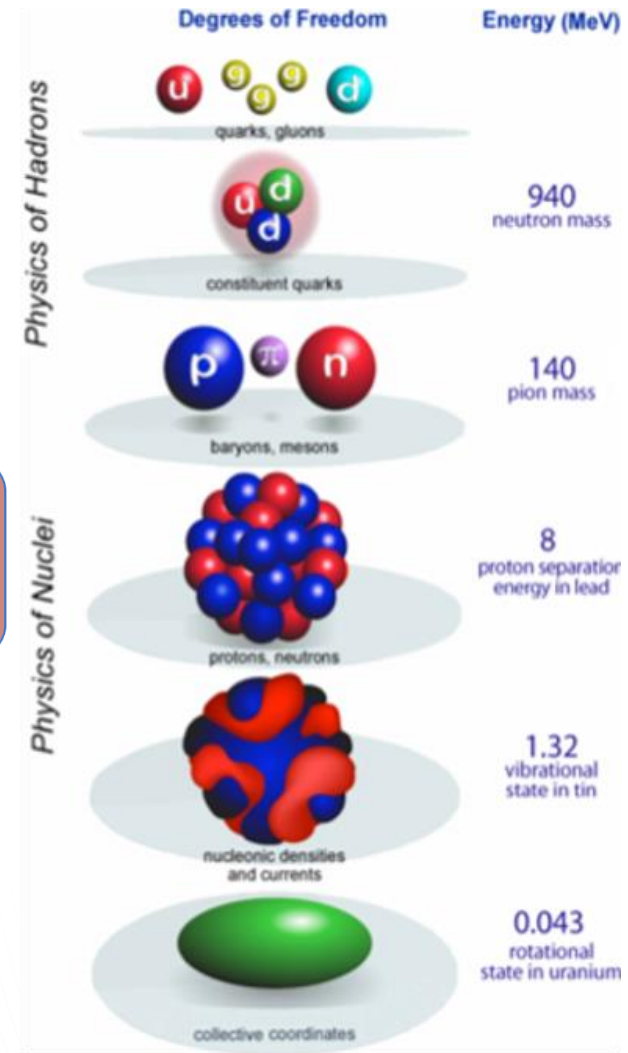 Degrees of Freedom Energy (MeV)
Physics of Hadrons
u g g g d
quarks, gluons
u d d
constituent quarks
940
neutron mass
p π n
baryons, mesons
140
pion mass
Physics of Nuclei
protons, neutrons
8
proton separation
energy in lead
nucleonic densities
and currents
1.32
vibrational
state in tin
collective coordinates
0.043
rotational
state in uranium